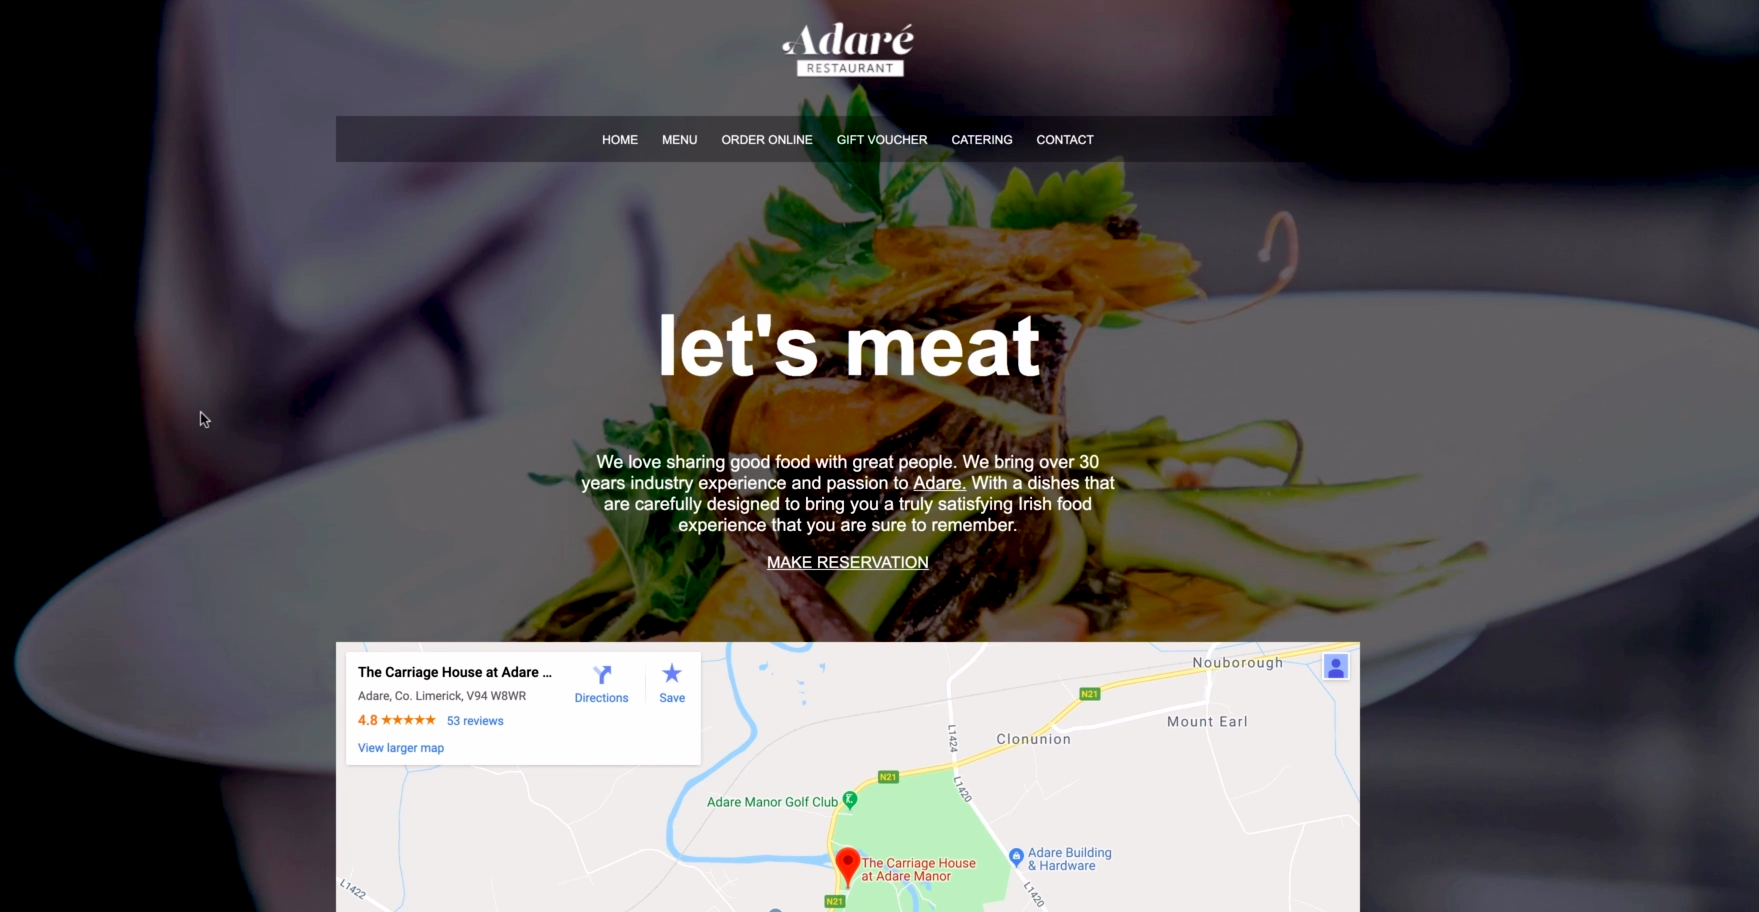 Adaré
RESTAURANT
HOME MENU ORDER ONLINE GIFT VOUCHER CATERING CONTACT
let's meat
We love sharing good food with great people. We bring over 30
years industry experience and passion to Adare. With a dishes that
are carefully designed to bring you a truly satisfying Irish food
experience that you are sure to remember.
MAKE RESERVATION
The Carriage House at Adare ...
Adare, Co. Limerick, V94 W8WR
4.8 ★★★★★ 53 reviews
View larger map
Directions
Save
Nouborough
N21
Mount Earl
L1424
Clonunion
N21
L1420
Adare Manor Golf Club
The Carriage House
at Adare Manor
Adare Building
& Hardware
L1422
N21
L1420